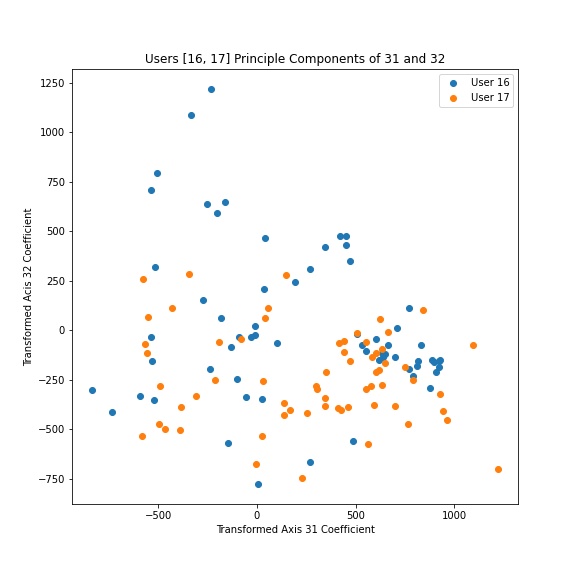 Users [16, 17] Principle Components of 31 and 32
User 16
User 17
Transformed Acis 32 Coefficient
1250
1000
750
500
250
0
−250
−500
−750
−500
0
500
1000
Transformed Axis 31 Coefficient